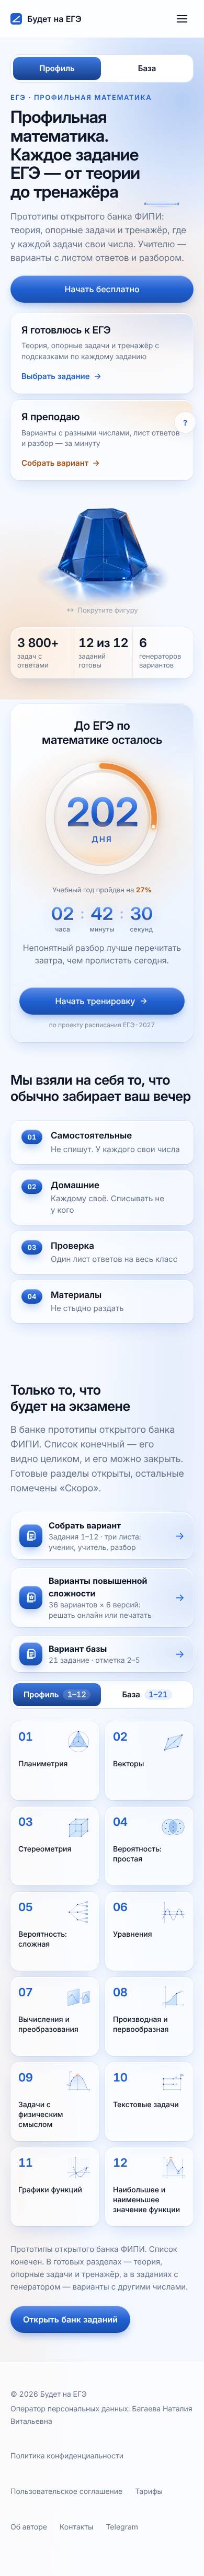 Будет на ЕГЭ
Профиль
База
ЕГЭ · ПРОФИЛЬНАЯ МАТЕМАТИКА
Профильная
математика.
Каждое задание
ЕГЭ — от теории
до тренажёра
Прототипы открытого банка ФИПИ:
теория, опорные задачи и тренажёр, где
у каждой задачи свои числа. Учителю —
варианты с листом ответов и разбором.
Начать бесплатно
Я готовлюсь к ЕГЭ
Теория, опорные задачи и тренажёр с
подсказками по каждому заданию
Выбрать задание →
Я преподаю
Варианты с разными числами, лист ответов
и разбор — за минуту
?
Собрать вариант →
↔ Покрутите фигуру
3 800+
задач с
ответами
12 из 12
заданий
готовы
6
генераторов
вариантов
До ЕГЭ по
математике осталось
202
ДНЯ
Учебный год пройден на 27%
02 : 42 : 30
часа
минуты
секунд
Непонятный разбор лучше перечитать
завтра, чем пролистать сегодня.
Начать тренировку →
по проекту расписания ЕГЭ-2027
Мы взяли на себя то, что
обычно забирает ваш вечер
01
Самостоятельные
Не спишут. У каждого свои числа
02
Домашние
Каждому своё. Списывать не
у кого
03
Проверка
Один лист ответов на весь класс
04
Материалы
Не стыдно раздать
Только то, что
будет на экзамене
В банке прототипы открытого банка
ФИПИ. Список конечный — его
видно целиком, и его можно закрыть.
Готовые разделы открыты, остальные
помечены «Скоро».
Собрать вариант
Задания 1–12 · три листа:
ученик, учитель, разбор
→
Варианты повышенной
сложности
36 вариантов × 6 версий:
решать онлайн или печатать
→
Вариант базы
21 задание · отметка 2–5
→
Профиль 1–12
База 1–21
01
Планиметрия
02
Векторы
03
Стереометрия
04
Вероятность:
простая
05
Вероятность:
сложная
06
Уравнения
07
Вычисления и
преобразования
08
Производная и
первообразная
09
Задачи с
физическим
смыслом
10
Текстовые задачи
11
Графики функций
12
Наибольшее и
наименьшее
значение функции
Прототипы открытого банка ФИПИ. Список
конечен. В готовых разделах — теория,
опорные задачи и тренажёр, а в заданиях с
генератором — варианты с другими числами.
Открыть банк заданий
© 2026 Будет на ЕГЭ
Оператор персональных данных: Багаева Наталия
Витальевна
Политика конфиденциальности
Пользовательское соглашение
Тарифы
Об авторе
Контакты
Telegram